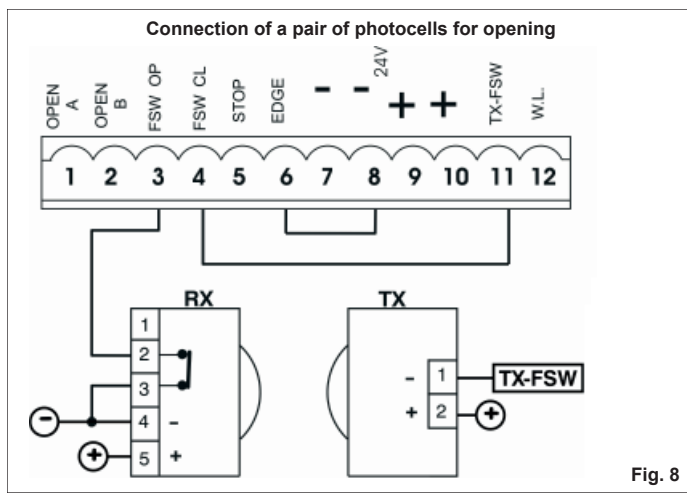 Connection of a pair of photocells for opening
OPEN A
OPEN B
FSW OP
FSW CL
STOP
EDGE
-
-
24V
+
+
TX-FSW
W.L.
1 2 3 4 5 6 7 8 9 10 11 12
RX
1
2
3
4 -
5 +
-
+
TX
- 1 TX-FSW
+ 2 +
Fig. 8